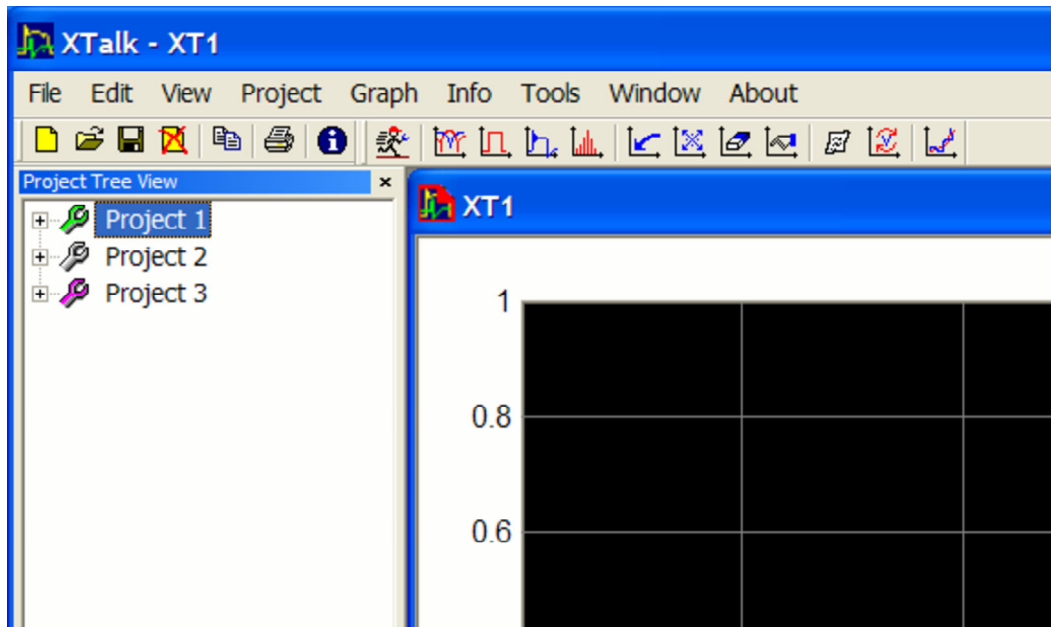 XTalk - XT1
File Edit View Project Graph Info Tools Window About
Project Tree View
XT1
Project 1
Project 2
Project 3
1
0.8
0.6